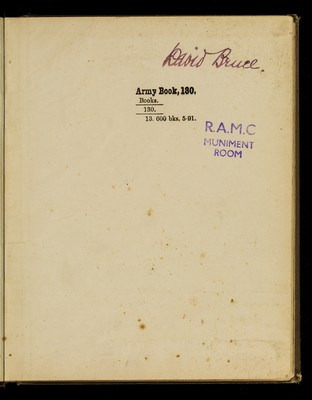 David Bruce.
Army Book, 130.
Books.
130.
13. 600 bks. 5-91.
R.A.M.C
MUNIMENT
ROOM